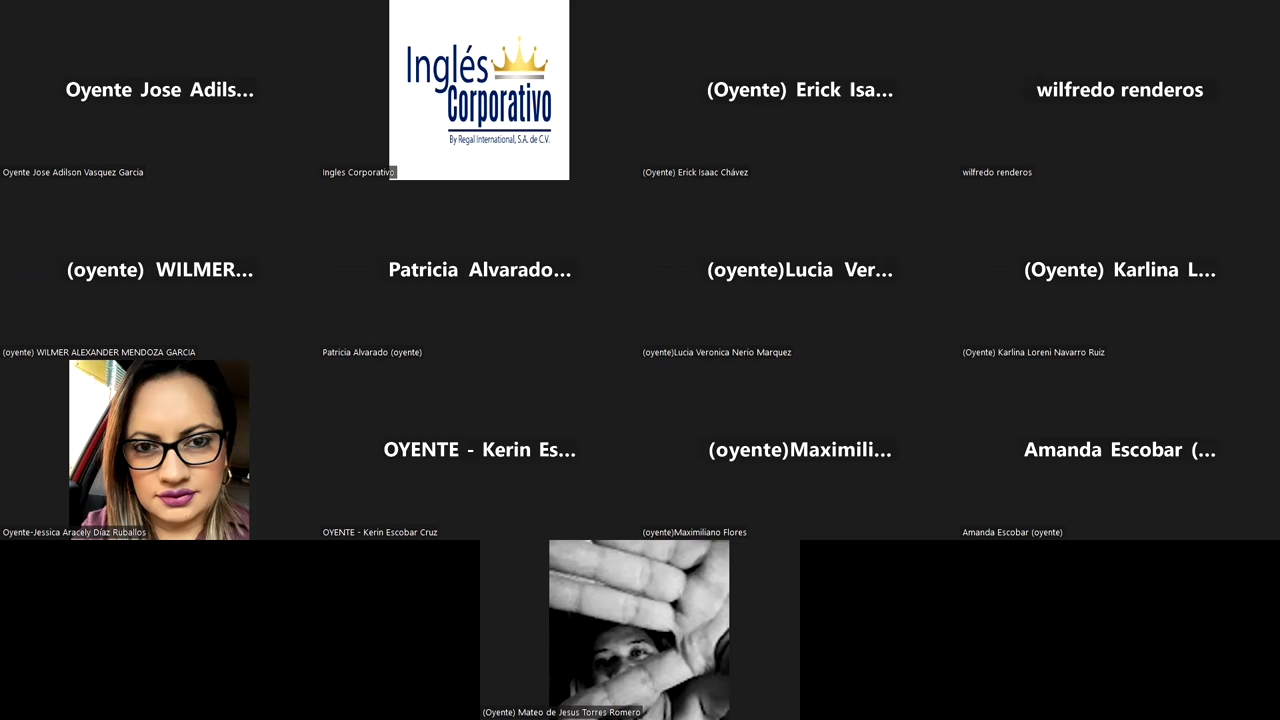 Oyente Jose Adils...
Oyente Jose Adilson Vasquez Garcia
Inglés
Corporativo
By Regal International, S.A. de C.V.
Ingles Corporativo
(Oyente) Erick Isa...
(Oyente) Erick Isaac Chávez
wilfredo renderos
wilfredo renderos
(oyente) WILMER...
(oyente) WILMER ALEXANDER MENDOZA GARCIA
Patricia Alvarado...
Patricia Alvarado (oyente)
(oyente)Lucia Ver...
(oyente)Lucia Veronica Nerio Marquez
(Oyente) Karlina L...
(Oyente) Karlina Loreni Navarro Ruiz
Oyente-Jessica Aracely Díaz Ruballos
OYENTE - Kerin Es...
OYENTE - Kerin Escobar Cruz
(oyente)Maximili...
(oyente)Maximiliano Flores
Amanda Escobar (...
Amanda Escobar (oyente)
(Oyente) Mateo de Jesus Torres Romero